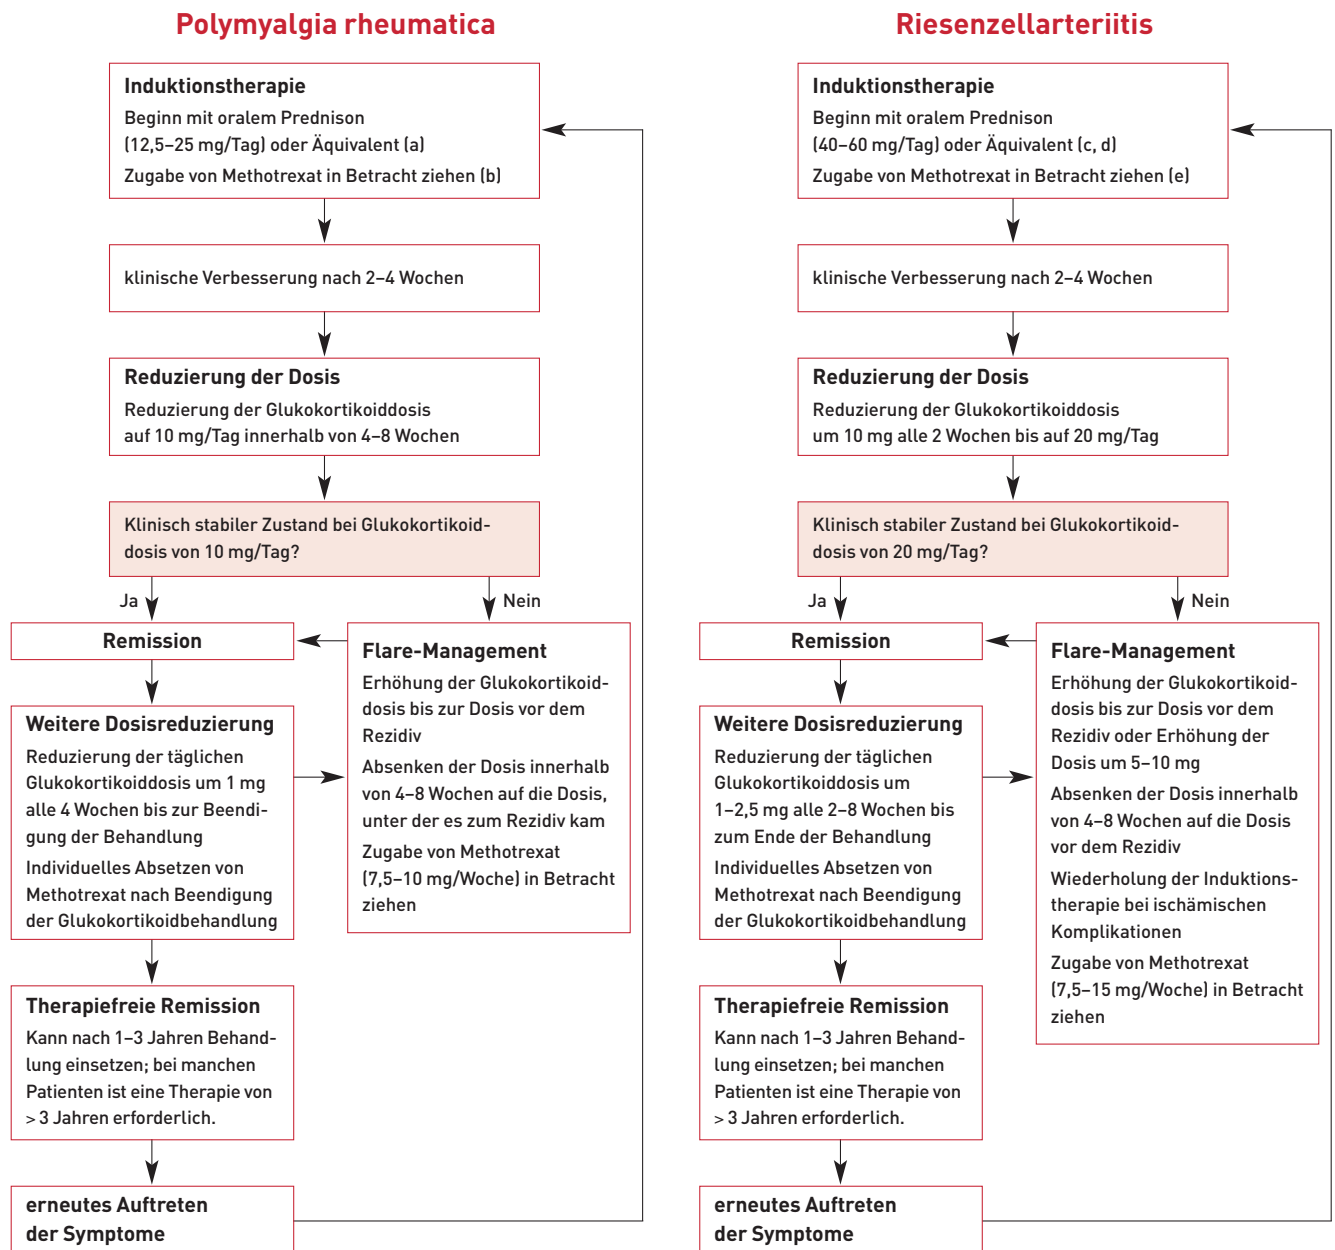 Polymyalgia rheumatica
Induktionstherapie
Beginn mit oralem Prednison
(12,5–25 mg/Tag) oder Äquivalent (a)
Zugabe von Methotrexat in Betracht ziehen (b)
klinische Verbesserung nach 2–4 Wochen
Reduzierung der Dosis
Reduzierung der Glukokortikoiddosis
auf 10 mg/Tag innerhalb von 4–8 Wochen
Klinisch stabiler Zustand bei Glukokortikoid-
dosis von 10 mg/Tag?
Ja
Nein
Remission
Flare-Management
Erhöhung der Glukokortikoid-
dosis bis zur Dosis vor dem
Rezidiv
Absenken der Dosis innerhalb
von 4–8 Wochen auf die Dosis,
unter der es zum Rezidiv kam
Zugabe von Methotrexat
(7,5–10 mg/Woche) in Betracht
ziehen
Weitere Dosisreduzierung
Reduzierung der täglichen
Glukokortikoiddosis um 1 mg
alle 4 Wochen bis zur Beendi-
gung der Behandlung
Individuelles Absetzen von
Methotrexat nach Beendigung
der Glukokortikoidbehandlung
Therapiefreie Remission
Kann nach 1–3 Jahren Behand-
lung einsetzen; bei manchen
Patienten ist eine Therapie von
> 3 Jahren erforderlich.
erneutes Auftreten
der Symptome
Riesenzellarteriitis
Induktionstherapie
Beginn mit oralem Prednison
(40–60 mg/Tag) oder Äquivalent (c, d)
Zugabe von Methotrexat in Betracht ziehen (e)
klinische Verbesserung nach 2–4 Wochen
Reduzierung der Dosis
Reduzierung der Glukokortikoiddosis
um 10 mg alle 2 Wochen bis auf 20 mg/Tag
Klinisch stabiler Zustand bei Glukokortikoid-
dosis von 20 mg/Tag?
Ja
Nein
Remission
Flare-Management
Erhöhung der Glukokortikoid-
dosis bis zur Dosis vor dem
Rezidiv oder Erhöhung der
Dosis um 5–10 mg
Absenken der Dosis innerhalb
von 4–8 Wochen auf die Dosis
vor dem Rezidiv
Wiederholung der Induktions-
therapie bei ischämischen
Komplikationen
Zugabe von Methotrexat
(7,5–15 mg/Woche) in Betracht
ziehen
Weitere Dosisreduzierung
Reduzierung der täglichen
Glukokortikoiddosis um
1–2,5 mg alle 2–8 Wochen bis
zum Ende der Behandlung
Individuelles Absetzen von
Methotrexat nach Beendigung
der Glukokortikoidbehandlung
Therapiefreie Remission
Kann nach 1–3 Jahren Behand-
lung einsetzen; bei manchen
Patienten ist eine Therapie von
> 3 Jahren erforderlich.
erneutes Auftreten
der Symptome